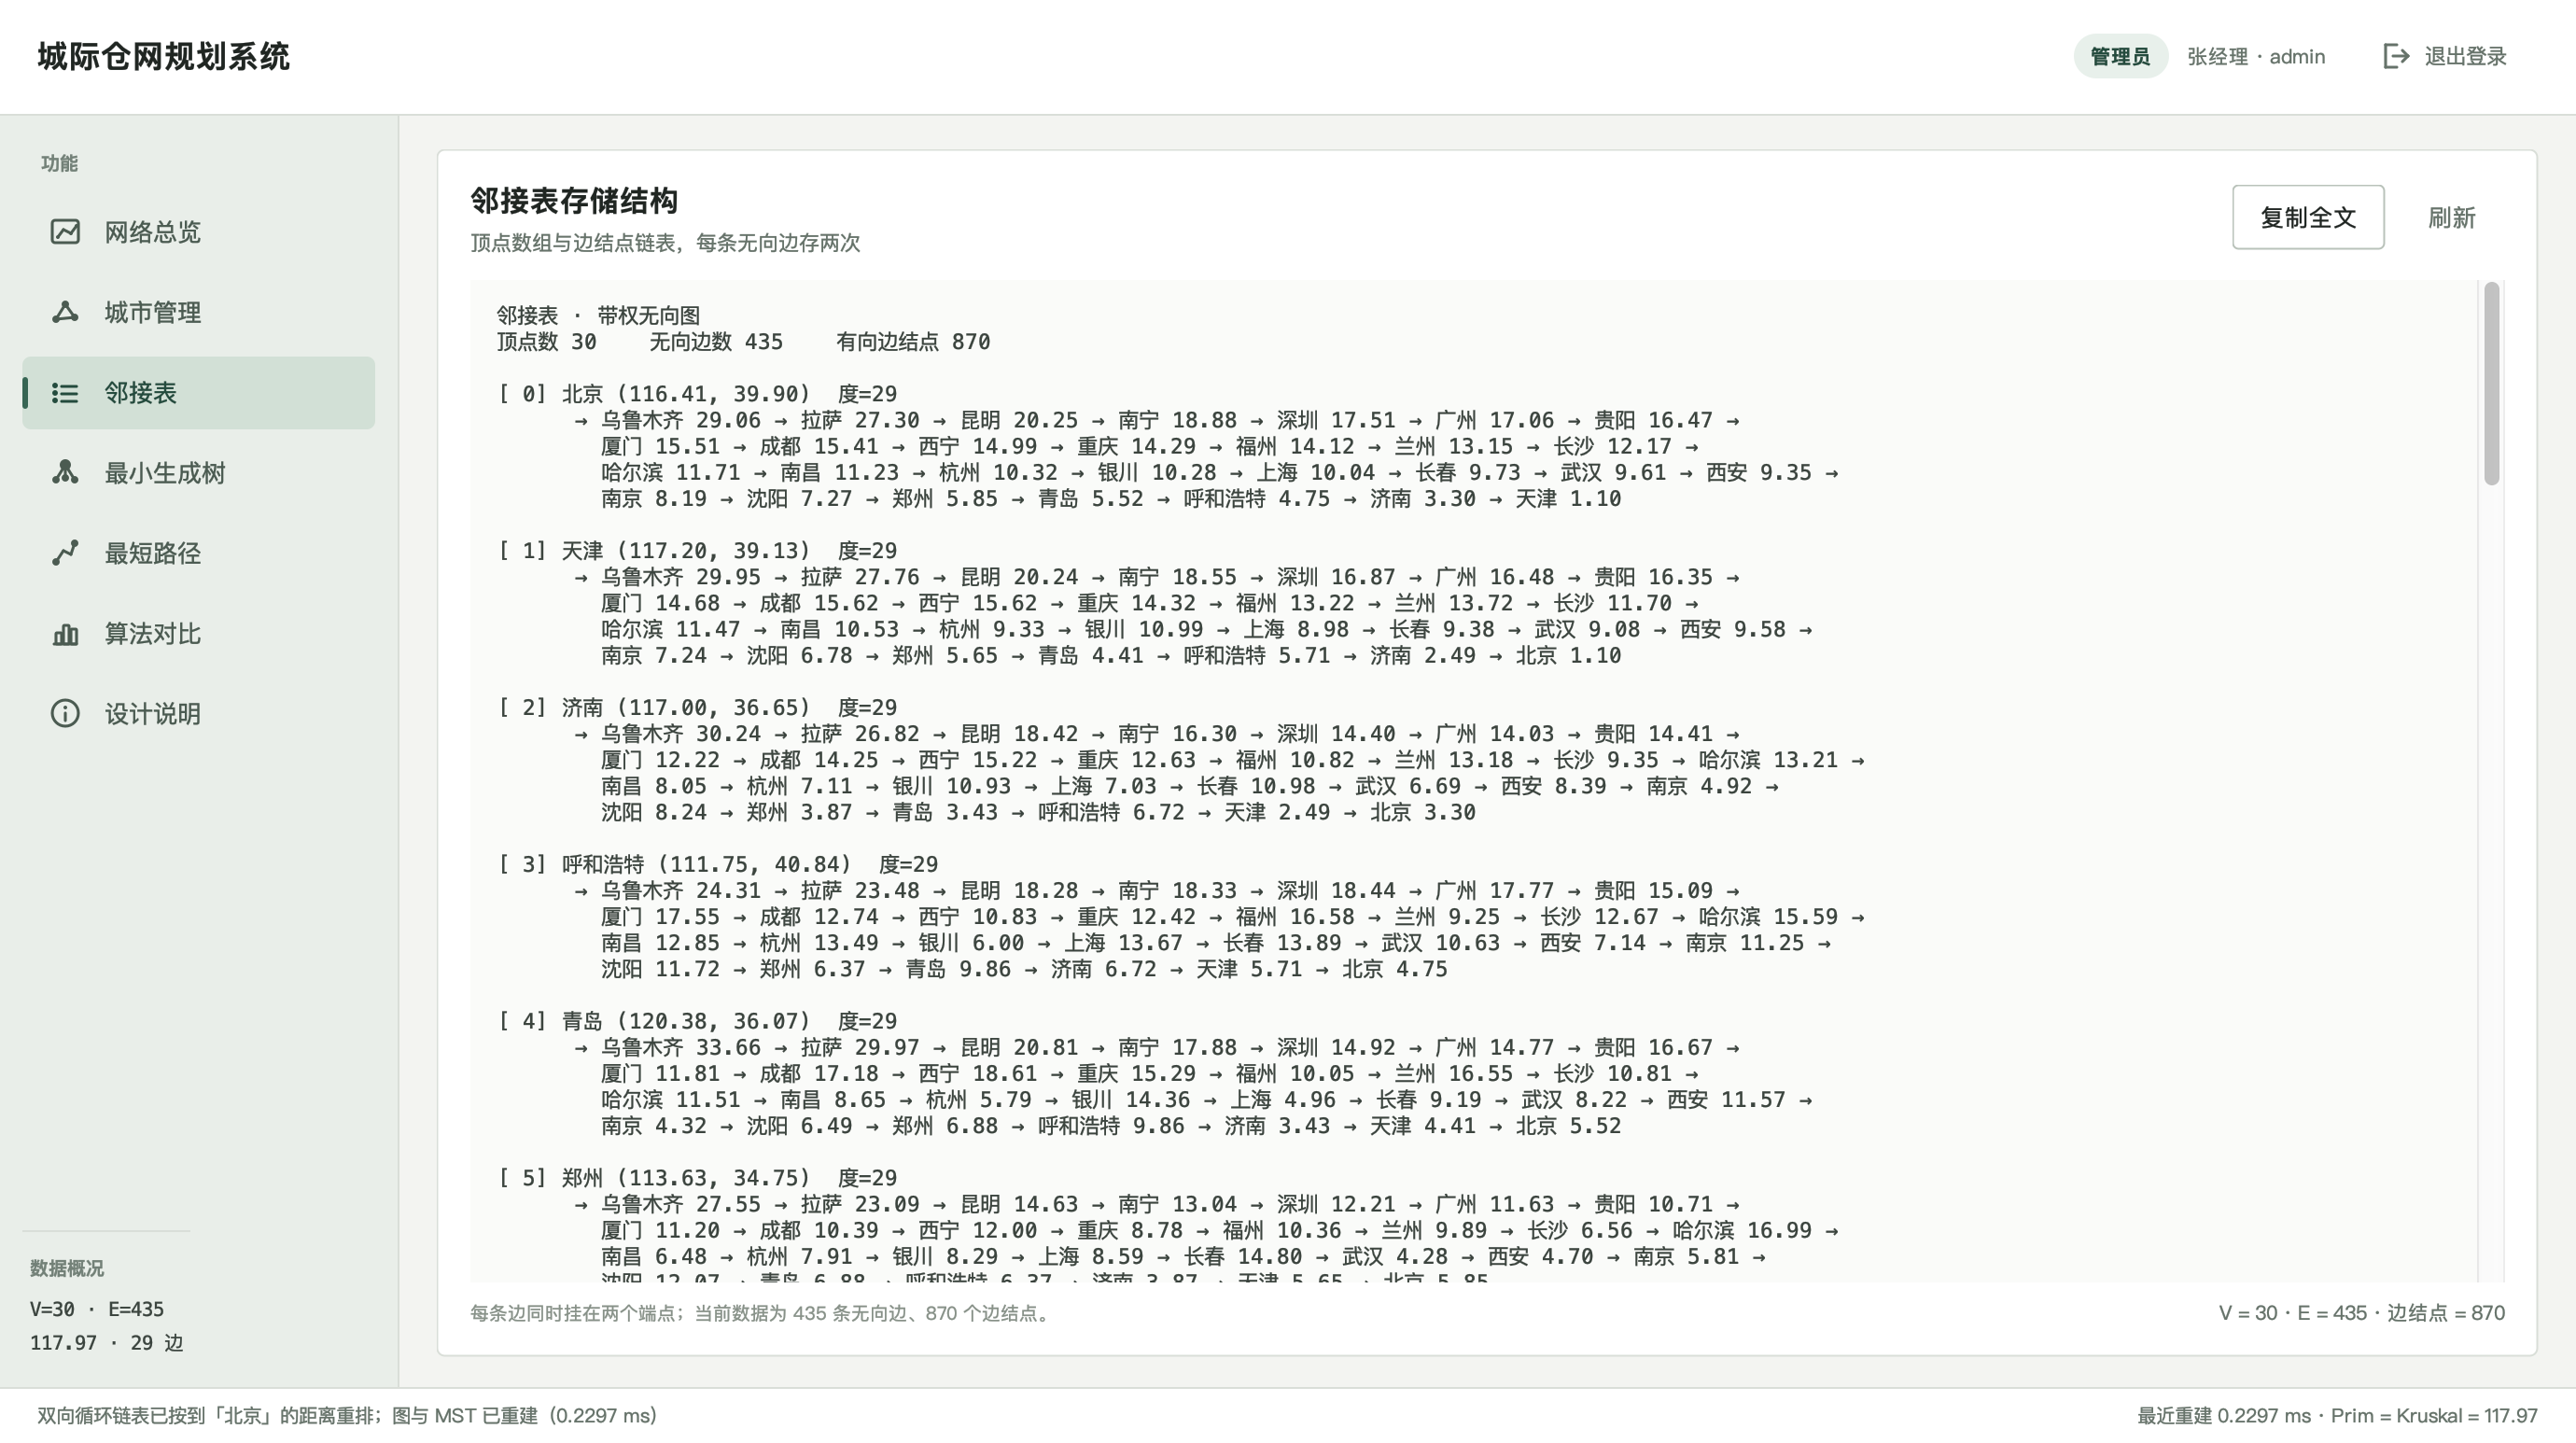 城际仓网规划系统
管理员 张经理 · admin 退出登录
功能
网络总览
城市管理
邻接表
最小生成树
最短路径
算法对比
设计说明
数据概况
V=30 · E=435
117.97 · 29 边
邻接表存储结构
顶点数组与边结点链表，每条无向边存两次
复制全文 刷新
邻接表 · 带权无向图
顶点数 30 无向边数 435 有向边结点 870
[ 0] 北京 (116.41, 39.90) 度=29
→ 乌鲁木齐 29.06 → 拉萨 27.30 → 昆明 20.25 → 南宁 18.88 → 深圳 17.51 → 广州 17.06 → 贵阳 16.47 →
厦门 15.51 → 成都 15.41 → 西宁 14.99 → 重庆 14.29 → 福州 14.12 → 兰州 13.15 → 长沙 12.17 →
哈尔滨 11.71 → 南昌 11.23 → 杭州 10.32 → 银川 10.28 → 上海 10.04 → 长春 9.73 → 武汉 9.61 → 西安 9.35 →
南京 8.19 → 沈阳 7.27 → 郑州 5.85 → 青岛 5.52 → 呼和浩特 4.75 → 济南 3.30 → 天津 1.10
[ 1] 天津 (117.20, 39.13) 度=29
→ 乌鲁木齐 29.95 → 拉萨 27.76 → 昆明 20.24 → 南宁 18.55 → 深圳 16.87 → 广州 16.48 → 贵阳 16.35 →
厦门 14.68 → 成都 15.62 → 西宁 15.62 → 重庆 14.32 → 福州 13.22 → 兰州 13.72 → 长沙 11.70 →
哈尔滨 11.47 → 南昌 10.53 → 杭州 9.33 → 银川 10.99 → 上海 8.98 → 长春 9.38 → 武汉 9.08 → 西安 9.58 →
南京 7.24 → 沈阳 6.78 → 郑州 5.65 → 青岛 4.41 → 呼和浩特 5.71 → 济南 2.49 → 北京 1.10
[ 2] 济南 (117.00, 36.65) 度=29
→ 乌鲁木齐 30.24 → 拉萨 26.82 → 昆明 18.42 → 南宁 16.30 → 深圳 14.40 → 广州 14.03 → 贵阳 14.41 →
厦门 12.22 → 成都 14.25 → 西宁 15.22 → 重庆 12.63 → 福州 10.82 → 兰州 13.18 → 长沙 9.35 → 哈尔滨 13.21 →
南昌 8.05 → 杭州 7.11 → 银川 10.93 → 上海 7.03 → 长春 10.98 → 武汉 6.69 → 西安 8.39 → 南京 4.92 →
沈阳 8.24 → 郑州 3.87 → 青岛 3.43 → 呼和浩特 6.72 → 天津 2.49 → 北京 3.30
[ 3] 呼和浩特 (111.75, 40.84) 度=29
→ 乌鲁木齐 24.31 → 拉萨 23.48 → 昆明 18.28 → 南宁 18.33 → 深圳 18.44 → 广州 17.77 → 贵阳 15.09 →
厦门 17.55 → 成都 12.74 → 西宁 10.83 → 重庆 12.42 → 福州 16.58 → 兰州 9.25 → 长沙 12.67 → 哈尔滨 15.59 →
南昌 12.85 → 杭州 13.49 → 银川 6.00 → 上海 13.67 → 长春 13.89 → 武汉 10.63 → 西安 7.14 → 南京 11.25 →
沈阳 11.72 → 郑州 6.37 → 青岛 9.86 → 济南 6.72 → 天津 5.71 → 北京 4.75
[ 4] 青岛 (120.38, 36.07) 度=29
→ 乌鲁木齐 33.66 → 拉萨 29.97 → 昆明 20.81 → 南宁 17.88 → 深圳 14.92 → 广州 14.77 → 贵阳 16.67 →
厦门 11.81 → 成都 17.18 → 西宁 18.61 → 重庆 15.29 → 福州 10.05 → 兰州 16.55 → 长沙 10.81 →
哈尔滨 11.51 → 南昌 8.65 → 杭州 5.79 → 银川 14.36 → 上海 4.96 → 长春 9.19 → 武汉 8.22 → 西安 11.57 →
南京 4.32 → 沈阳 6.49 → 郑州 6.88 → 呼和浩特 9.86 → 济南 3.43 → 天津 4.41 → 北京 5.52
[ 5] 郑州 (113.63, 34.75) 度=29
→ 乌鲁木齐 27.55 → 拉萨 23.09 → 昆明 14.63 → 南宁 13.04 → 深圳 12.21 → 广州 11.63 → 贵阳 10.71 →
厦门 11.20 → 成都 10.39 → 西宁 12.00 → 重庆 8.78 → 福州 10.36 → 兰州 9.89 → 长沙 6.56 → 哈尔滨 16.99 →
南昌 6.48 → 杭州 7.91 → 银川 8.29 → 上海 8.59 → 长春 14.80 → 武汉 4.28 → 西安 4.70 → 南京 5.81 →
沈阳 12.07 → 青岛 6.88 → 呼和浩特 6.37 → 济南 3.87 → 天津 5.65 → 北京 5.85
每条边同时挂在两个端点；当前数据为 435 条无向边、870 个边结点。
V = 30 · E = 435 · 边结点 = 870
双向循环链表已按到「北京」的距离重排；图与 MST 已重建（0.2297 ms）
最近重建 0.2297 ms · Prim = Kruskal = 117.97